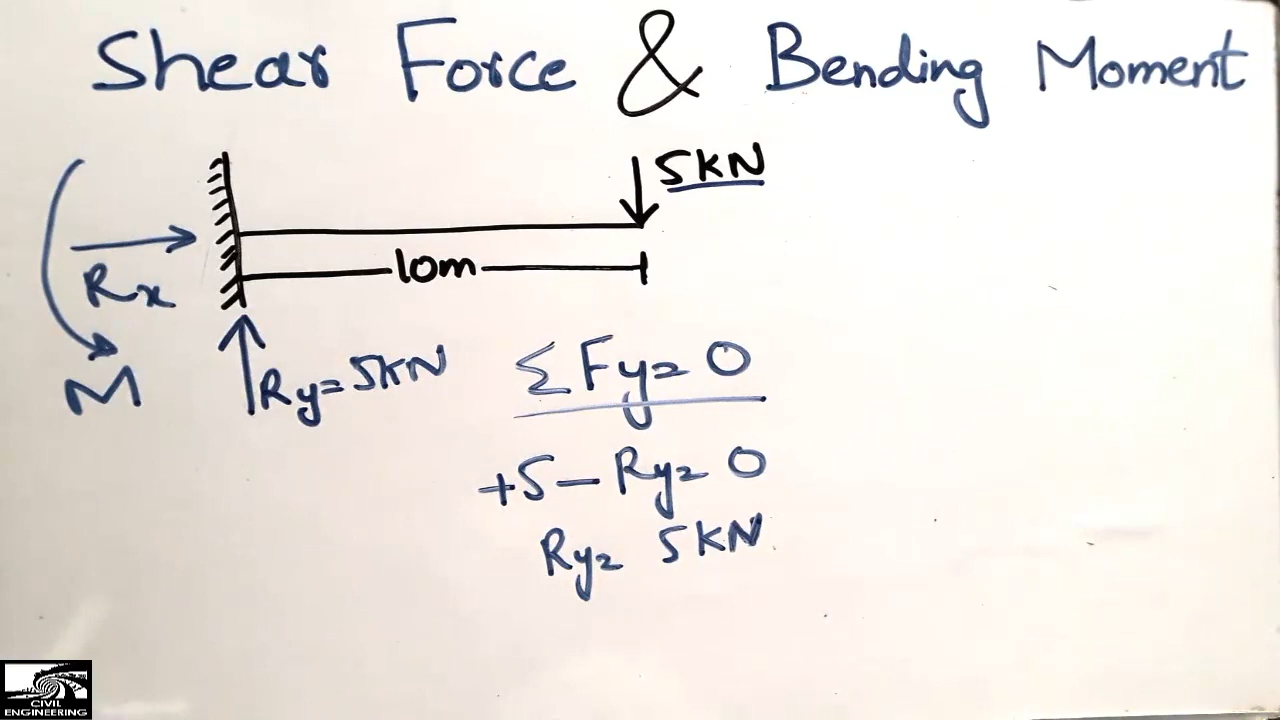 Shear Force & Bending Moment
5KN
10m
Rx
M
Ry=5KN
ΣFy=0
+5-Ry=0
Ry= 5KN
CIVIL
ENGINEERING